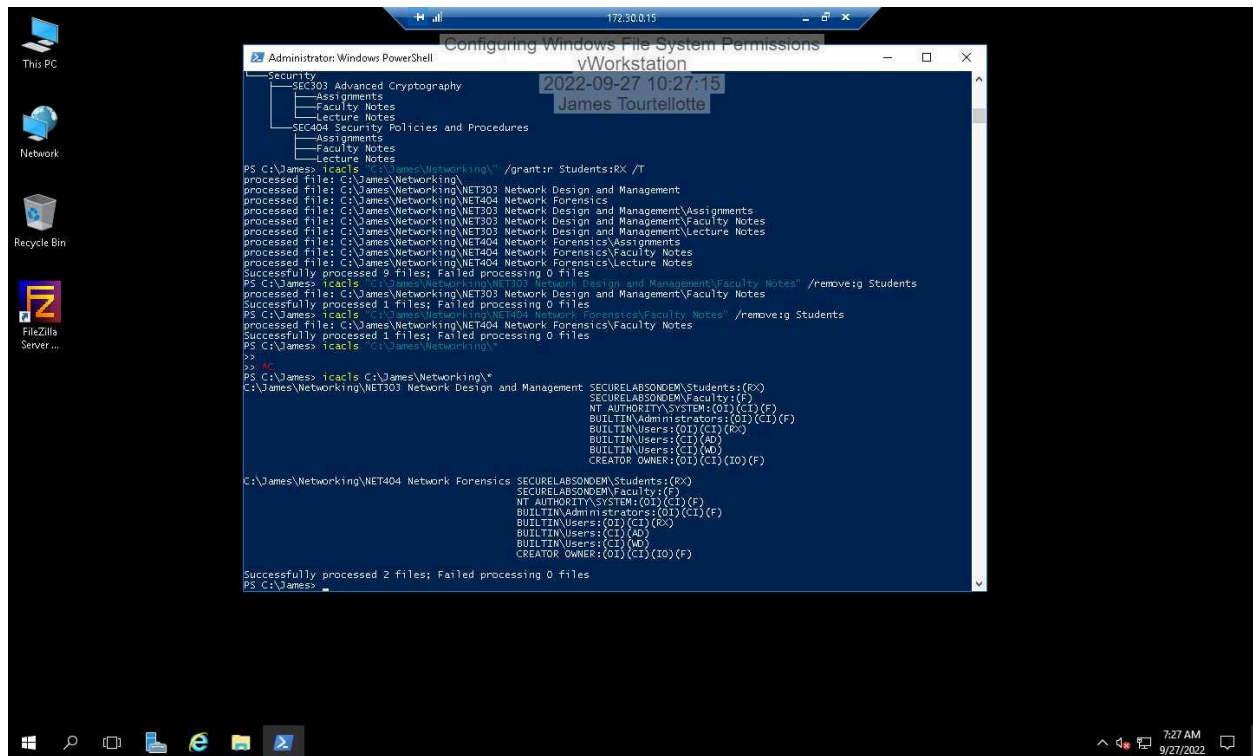 172.30.0.15
Configuring Windows File System Permissions
vWorkstation
2022-09-27 10:27:15
James Tourtellotte
This PC
Network
Recycle Bin
FileZilla
Server ...
Administrator: Windows PowerShell
Security
SEC303 Advanced Cryptography
Assignments
Faculty Notes
Lecture Notes
SEC404 Security Policies and Procedures
Assignments
Faculty Notes
Lecture Notes
PS C:\James> icacls "C:\James\Networking\" /grant:r Students:RX /T
processed file: C:\James\Networking\
processed file: C:\James\Networking\NET303 Network Design and Management
processed file: C:\James\Networking\NET404 Network Forensics
processed file: C:\James\Networking\NET303 Network Design and Management\Assignments
processed file: C:\James\Networking\NET303 Network Design and Management\Faculty Notes
processed file: C:\James\Networking\NET303 Network Design and Management\Lecture Notes
processed file: C:\James\Networking\NET404 Network Forensics\Assignments
processed file: C:\James\Networking\NET404 Network Forensics\Faculty Notes
processed file: C:\James\Networking\NET404 Network Forensics\Lecture Notes
Successfully processed 9 files; Failed processing 0 files
PS C:\James> icacls "C:\James\Networking\NET303 Network Design and Management\Faculty Notes" /remove:g Students
processed file: C:\James\Networking\NET303 Network Design and Management\Faculty Notes
Successfully processed 1 files; Failed processing 0 files
PS C:\James> icacls "C:\James\Networking\NET404 Network Forensics\Faculty Notes" /remove:g Students
processed file: C:\James\Networking\NET404 Network Forensics\Faculty Notes
Successfully processed 1 files; Failed processing 0 files
PS C:\James> icacls "C:\James\Networking\*
>>
>> ^C
PS C:\James> icacls C:\James\Networking\*
C:\James\Networking\NET303 Network Design and Management SECURELABSONDEM\Students:(RX)
SECURELABSONDEM\Faculty:(F)
NT AUTHORITY\SYSTEM:(OI)(CI)(F)
BUILTIN\Administrators:(OI)(CI)(F)
BUILTIN\Users:(OI)(CI)(RX)
BUILTIN\Users:(CI)(AD)
BUILTIN\Users:(CI)(WD)
CREATOR OWNER:(OI)(CI)(IO)(F)
C:\James\Networking\NET404 Network Forensics SECURELABSONDEM\Students:(RX)
SECURELABSONDEM\Faculty:(F)
NT AUTHORITY\SYSTEM:(OI)(CI)(F)
BUILTIN\Administrators:(OI)(CI)(F)
BUILTIN\Users:(OI)(CI)(RX)
BUILTIN\Users:(CI)(AD)
BUILTIN\Users:(CI)(WD)
CREATOR OWNER:(OI)(CI)(IO)(F)
Successfully processed 2 files; Failed processing 0 files
PS C:\James> _
7:27 AM
9/27/2022